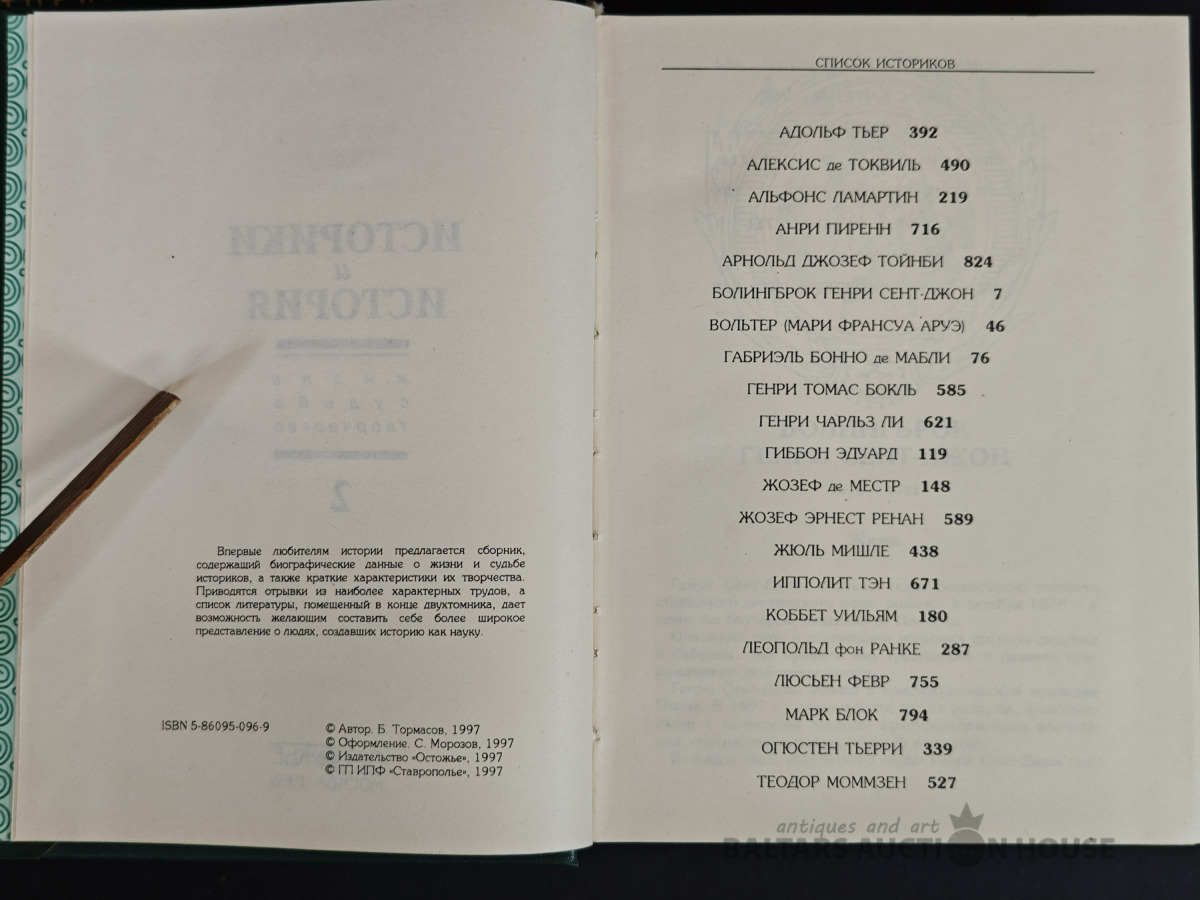 Впервые любителям истории предлагается сборник,
содержащий биографические данные о жизни и судьбе
историков, а также краткие характеристики их творчества.
Приводятся отрывки из наиболее характерных трудов, а
список литературы, помещенный в конце двухтомника, дает
возможность желающим составить себе более широкое
представление о людях, создавших историю как науку.
ISBN 5-86095-096-9
© Автор. Б. Тормасов, 1997
© Оформление. С. Морозов, 1997
© Издательство «Остожье», 1997
© ГП ИПФ «Ставрополье», 1997
СПИСОК ИСТОРИКОВ
АДОЛЬФ ТЬЕР 392
АЛЕКСИС де ТОКВИЛЬ 490
АЛЬФОНС ЛАМАРТИН 219
АНРИ ПИРЕНН 716
АРНОЛЬД ДЖОЗЕФ ТОЙНБИ 824
БОЛИНГБРОК ГЕНРИ СЕНТ-ДЖОН 7
ВОЛЬТЕР (МАРИ ФРАНСУА АРУЭ) 46
ГАБРИЭЛЬ БОННО де МАБЛИ 76
ГЕНРИ ТОМАС БОКЛЬ 585
ГЕНРИ ЧАРЛЬЗ ЛИ 621
ГИББОН ЭДУАРД 119
ЖОЗЕФ де МЕСТР 148
ЖОЗЕФ ЭРНЕСТ РЕНАН 589
ЖЮЛЬ МИШЛЕ 438
ИППОЛИТ ТЭН 671
КОББЕТ УИЛЬЯМ 180
ЛЕОПОЛЬД фон РАНКЕ 287
ЛЮСЬЕН ФЕВР 755
МАРК БЛОК 794
ОГЮСТЕН ТЬЕРРИ 339
ТЕОДОР МОММЗЕН 527
antiques and art
BALTARS AUCTION HOUSE